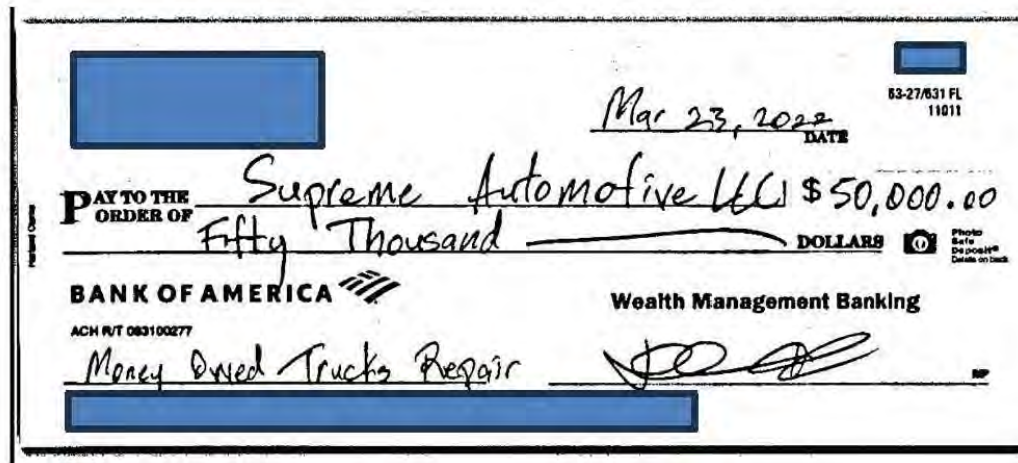 63-27/631 FL
11011
Mar 23, 2022
DATE
PAY TO THE ORDER OF Supreme Automotive LLC $ 50,000.00
Fifty Thousand DOLLARS
Photo
Safe
Deposit®
Details on back
BANK OF AMERICA
Wealth Management Banking
ACH R/T 063100277
Money Owed Trucks Repair
MP